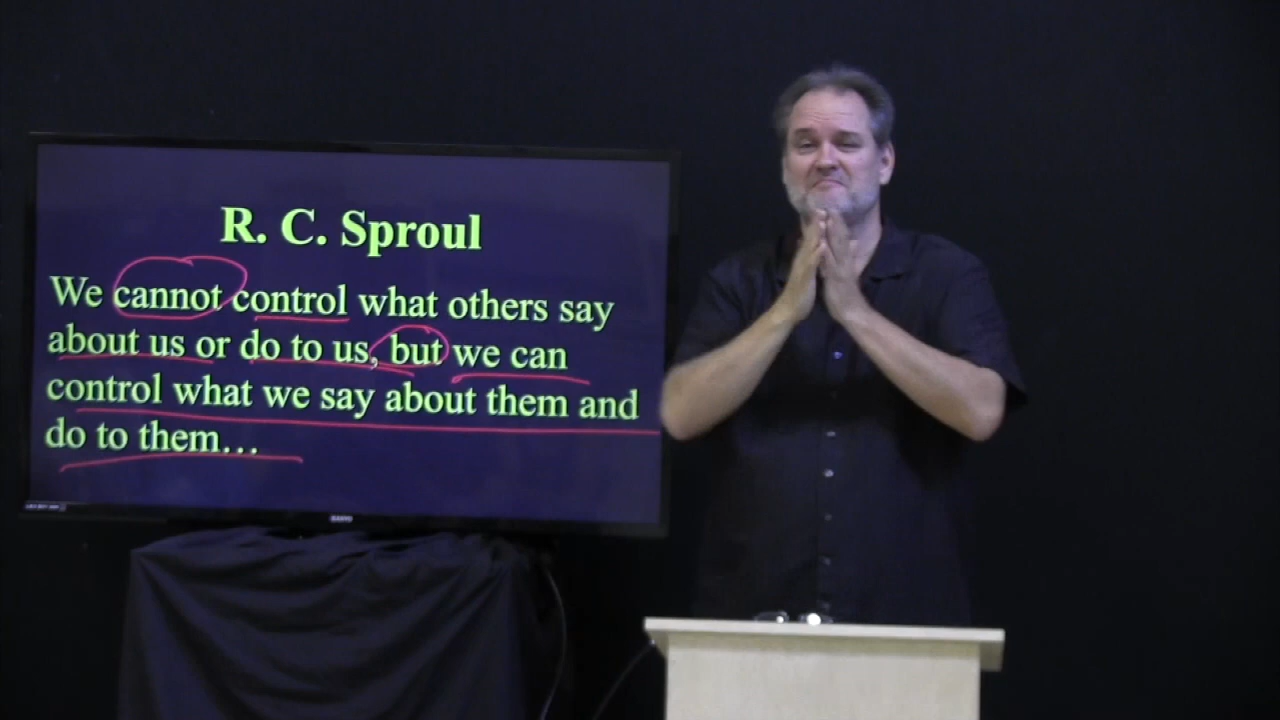 R. C. Sproul
We cannot control what others say
about us or do to us, but we can
control what we say about them and
do to them…
SANYO